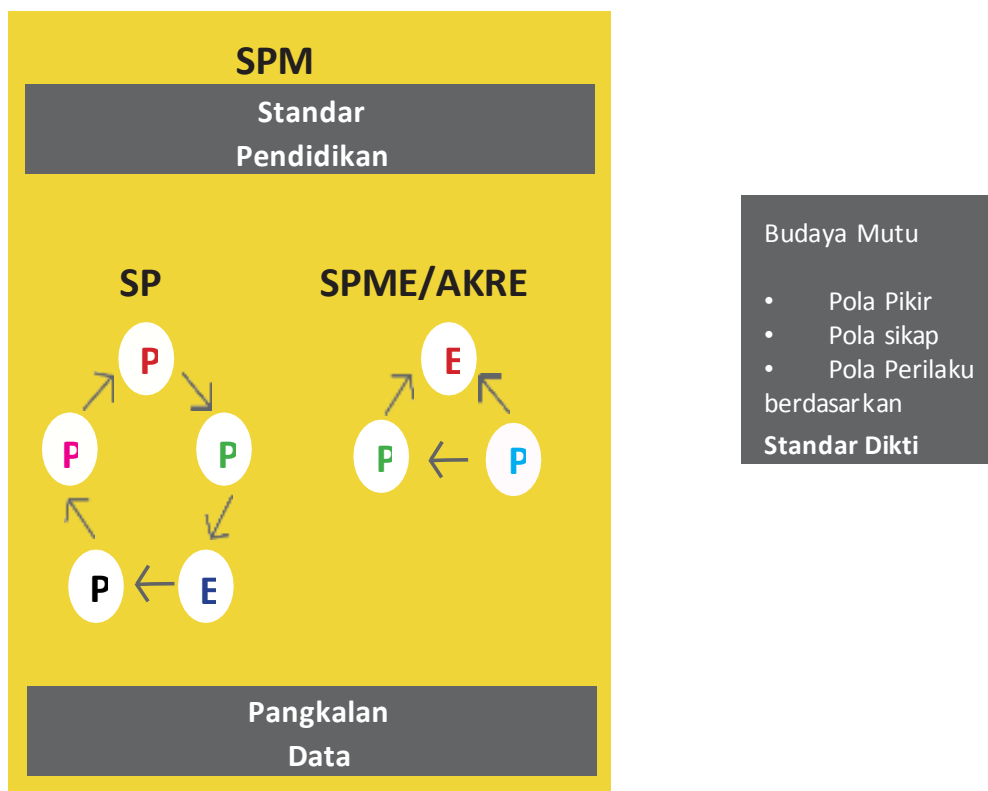 SPM
Standar
Pendidikan
SP
P
P
E
P
P
SPME/AKRE
E
P
P
Pangkalan
Data
Budaya Mutu
• Pola Pikir
• Pola sikap
• Pola Perilaku
berdasarkan
Standar Dikti